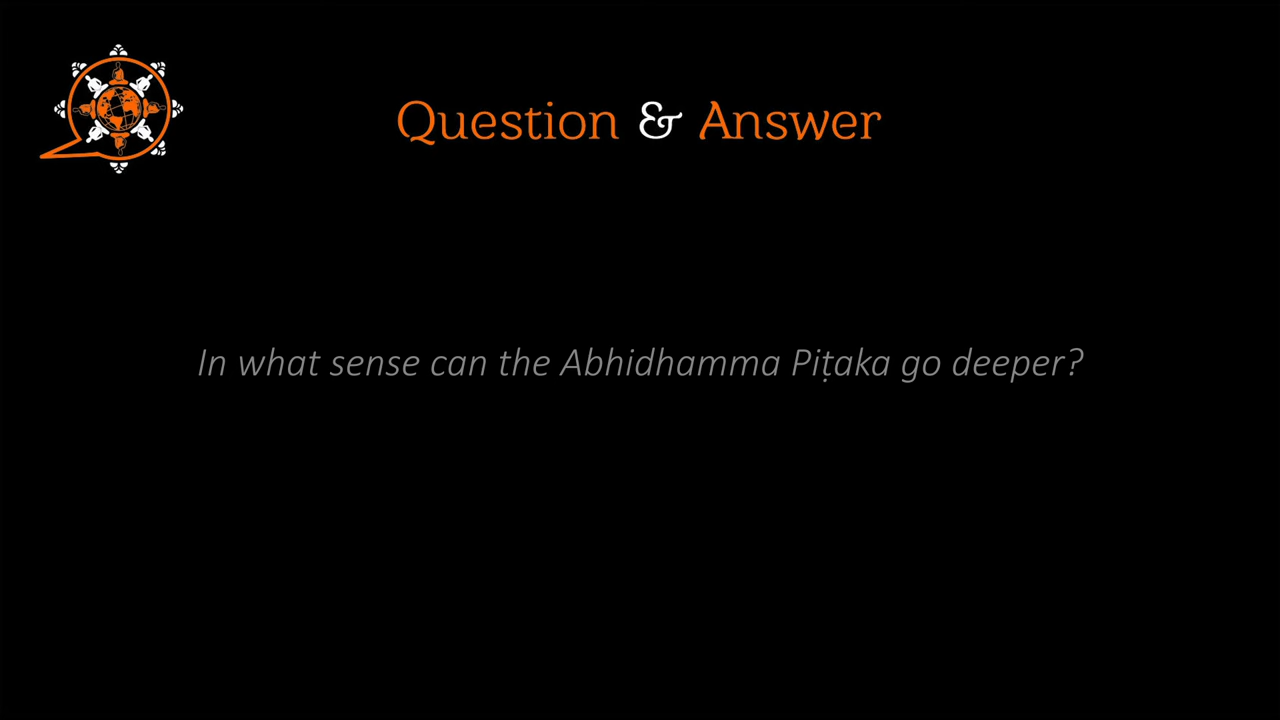 Question & Answer
In what sense can the Abhidhamma Piṭaka go deeper?